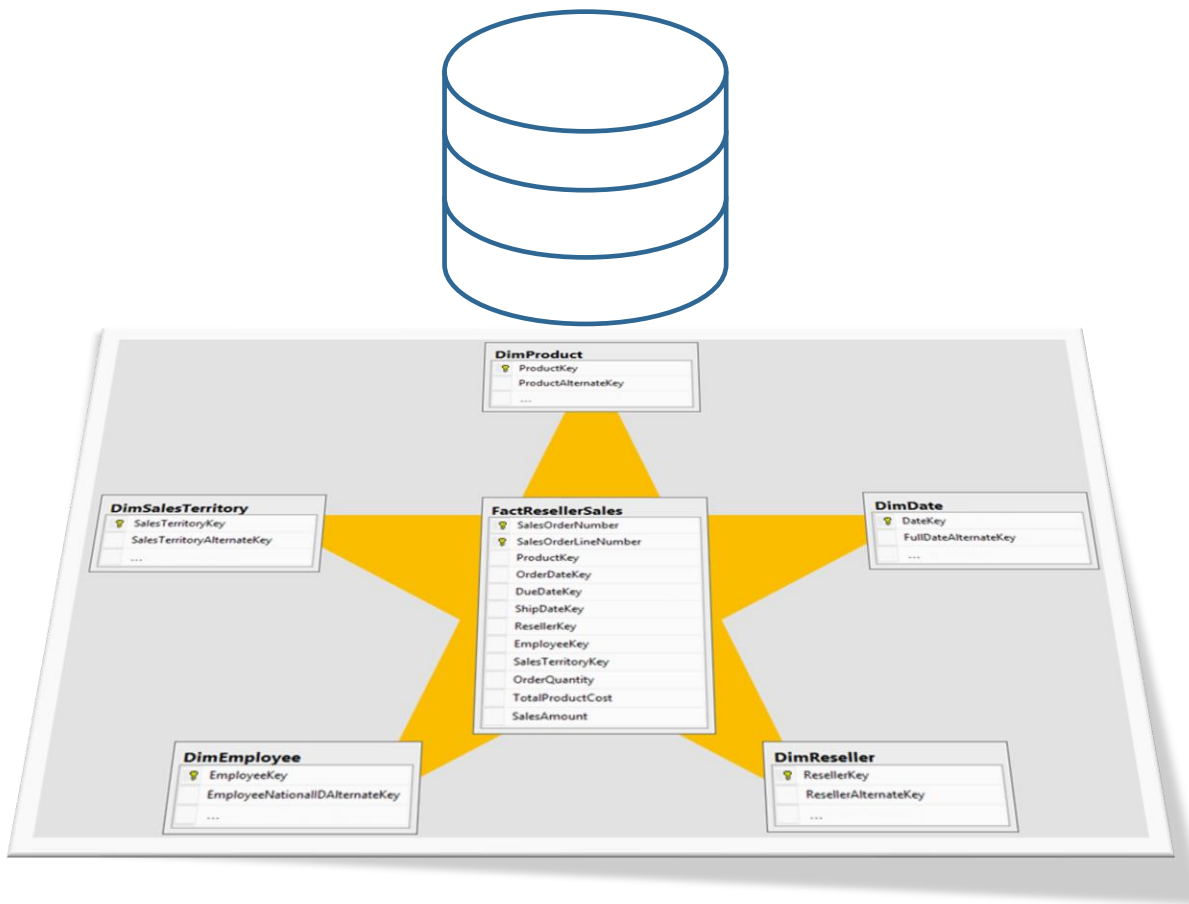 DimProduct
ProductKey
ProductAlternateKey
...
DimSalesTerritory
SalesTerritoryKey
SalesTerritoryAlternateKey
...
FactResellerSales
SalesOrderNumber
SalesOrderLineNumber
ProductKey
OrderDateKey
DueDateKey
ShipDateKey
ResellerKey
EmployeeKey
SalesTerritoryKey
OrderQuantity
TotalProductCost
SalesAmount
DimDate
DateKey
FullDateAlternateKey
...
DimEmployee
EmployeeKey
EmployeeNationalIDAlternateKey
...
DimReseller
ResellerKey
ResellerAlternateKey
...